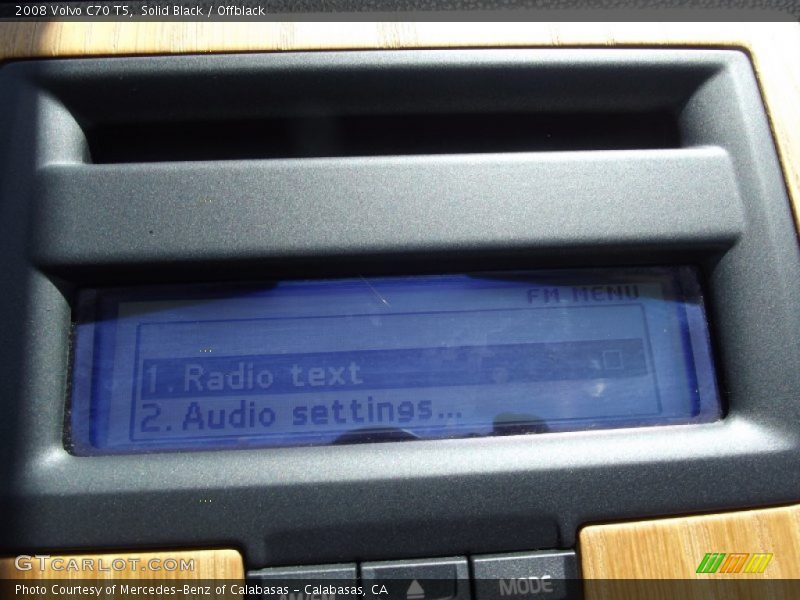 2008 Volvo C70 T5, Solid Black / Offblack
FM MENU
1. Radio text
2. Audio settings...
MODE
GTCARLOT.COM
Photo Courtesy of Mercedes-Benz of Calabasas - Calabasas, CA